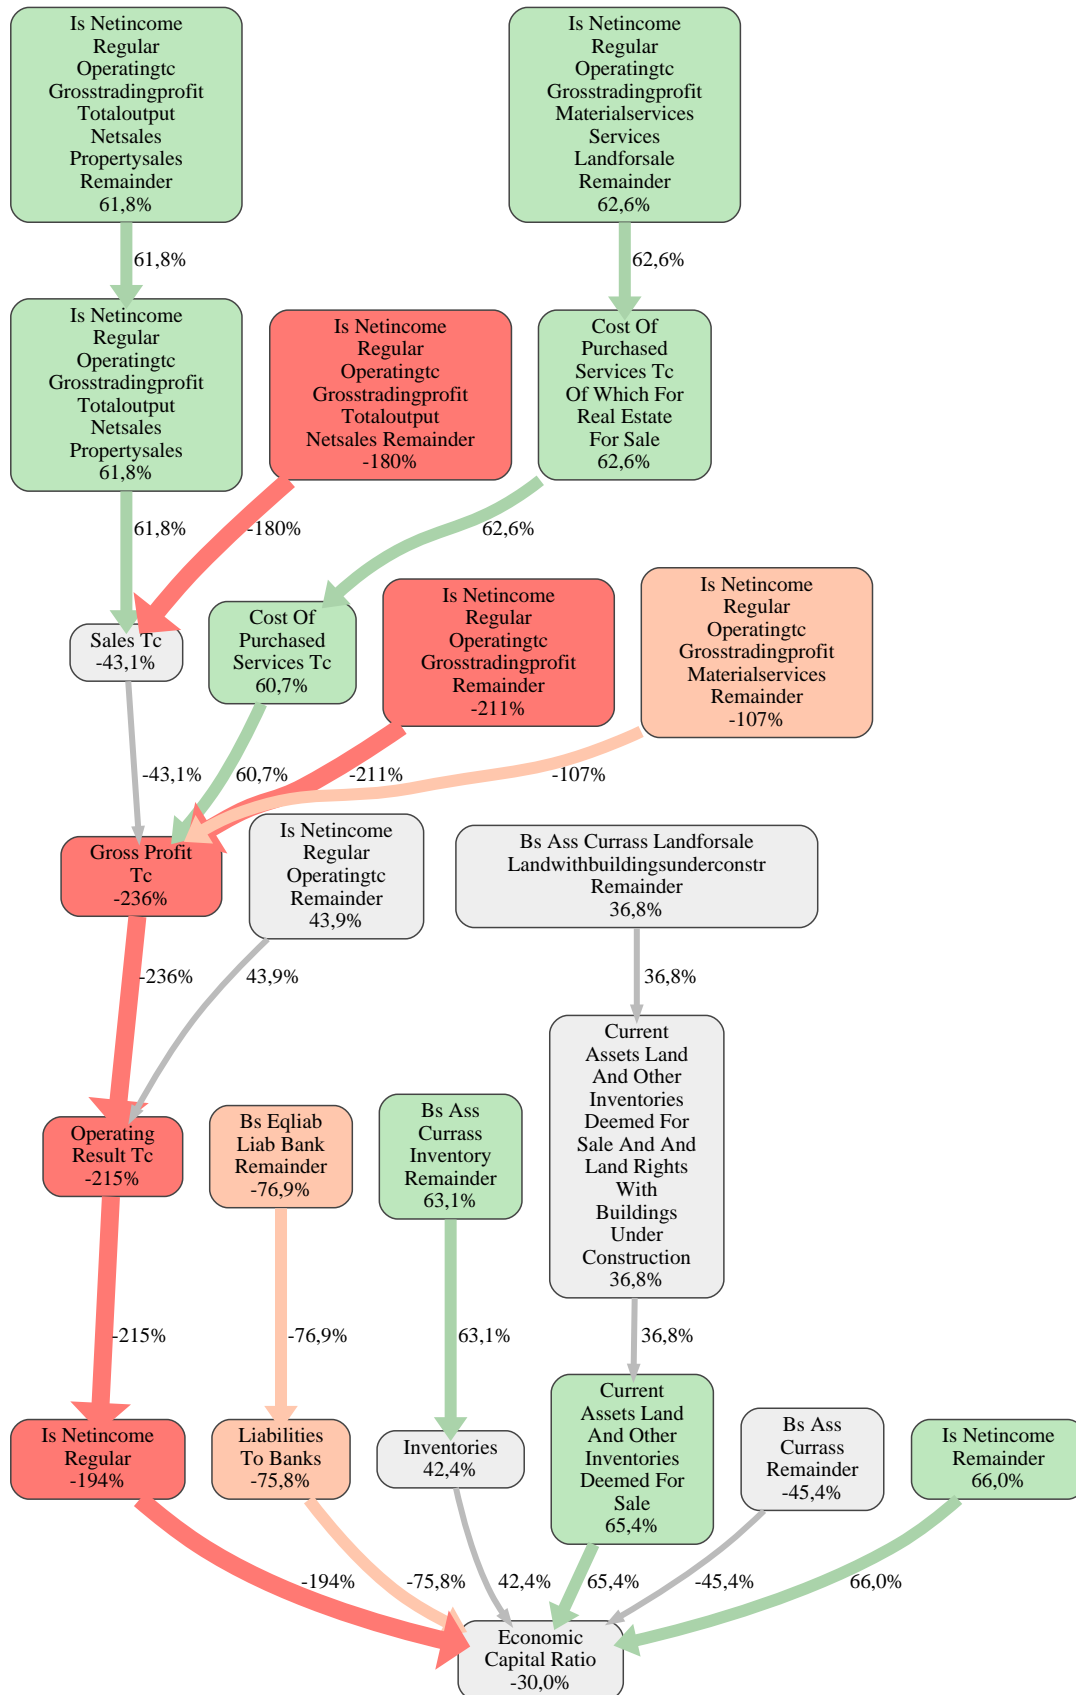 Is Netincome
Regular
Operatingtc
Grosstradingprofit
Totaloutput
Netsales
Propertysales
Remainder
61,8%
Is Netincome
Regular
Operatingtc
Grosstradingprofit
Materialservices
Services
Landforsale
Remainder
62,6%
61,8%
62,6%
Is Netincome
Regular
Operatingtc
Grosstradingprofit
Totaloutput
Netsales
Propertysales
61,8%
Is Netincome
Regular
Operatingtc
Grosstradingprofit
Totaloutput
Netsales Remainder
-180%
Cost Of
Purchased
Services Tc
Of Which For
Real Estate
For Sale
62,6%
61,8%
-180%
62,6%
Sales Tc
-43,1%
Cost Of
Purchased
Services Tc
60,7%
Is Netincome
Regular
Operatingtc
Grosstradingprofit
Remainder
-211%
Is Netincome
Regular
Operatingtc
Grosstradingprofit
Materialservices
Remainder
-107%
-43,1%
60,7%
-211%
-107%
Gross Profit
Tc
-236%
Is Netincome
Regular
Operatingtc
Remainder
43,9%
Bs Ass Currass Landforsale
Landwithbuildingsunderconstr
Remainder
36,8%
-236%
43,9%
36,8%
Operating
Result Tc
-215%
Bs Eqliab
Liab Bank
Remainder
-76,9%
Bs Ass
Currass
Inventory
Remainder
63,1%
Current
Assets Land
And Other
Inventories
Deemed For
Sale And And
Land Rights
With
Buildings
Under
Construction
36,8%
-215%
-76,9%
63,1%
36,8%
Is Netincome
Regular
-194%
Liabilities
To Banks
-75,8%
Inventories
42,4%
Current
Assets Land
And Other
Inventories
Deemed For
Sale
65,4%
Bs Ass
Currass
Remainder
-45,4%
Is Netincome
Remainder
66,0%
-194%
-75,8%
42,4%
65,4%
-45,4%
66,0%
Economic
Capital Ratio
-30,0%